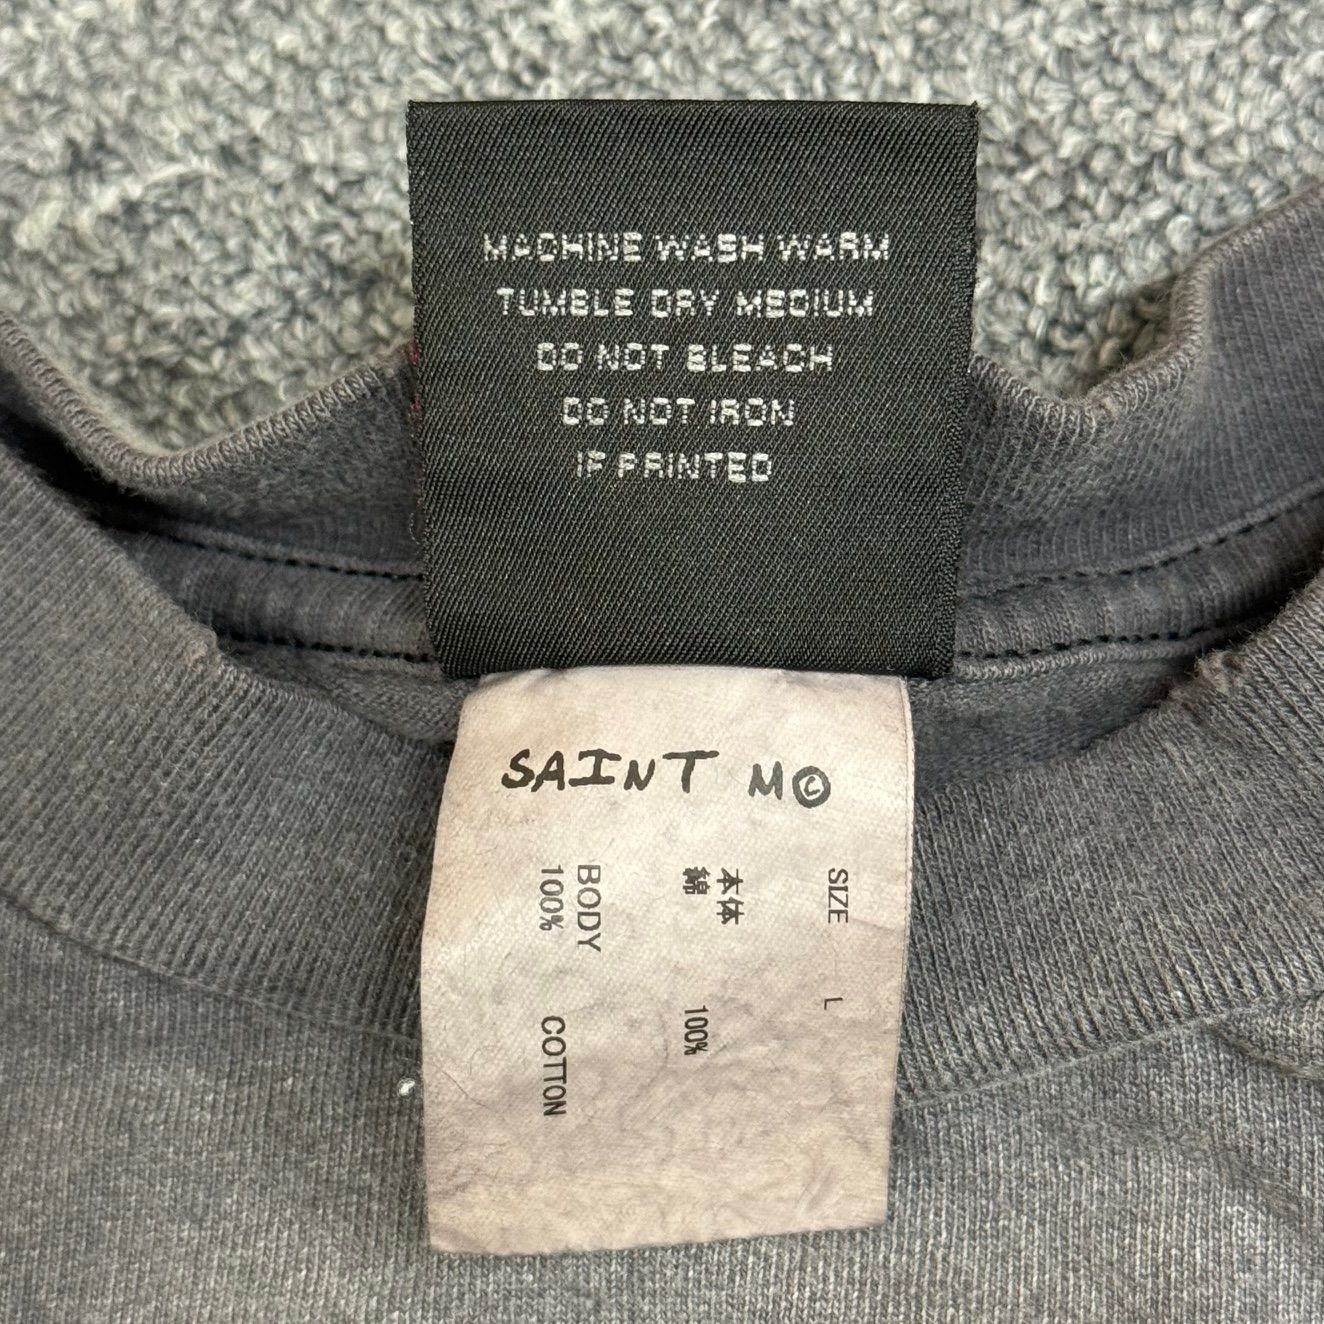 MACHINE WASH WARM
TUMBLE DRY MEDIUM
DO NOT BLEACH
DO NOT IRON
IF PRINTED
SAINT M©
SIZE L
本体
綿 100%
BODY
100% COTTON